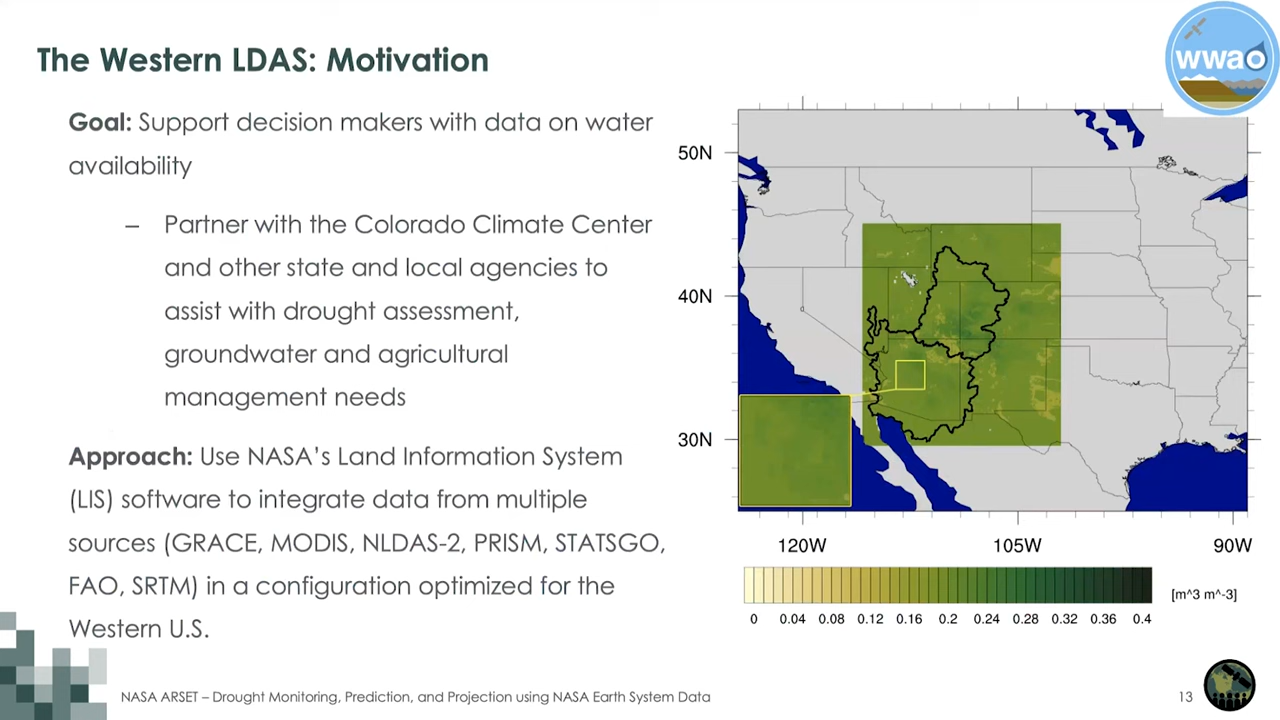 The Western LDAS: Motivation
wwao
Goal: Support decision makers with data on water
availability
– Partner with the Colorado Climate Center
and other state and local agencies to
assist with drought assessment,
groundwater and agricultural
management needs
Approach: Use NASA's Land Information System
(LIS) software to integrate data from multiple
sources (GRACE, MODIS, NLDAS-2, PRISM, STATSGO,
FAO, SRTM) in a configuration optimized for the
Western U.S.
50N
40N
30N
120W 105W 90W
[m^3 m^-3]
0 0.04 0.08 0.12 0.16 0.2 0.24 0.28 0.32 0.36 0.4
NASA ARSET – Drought Monitoring, Prediction, and Projection using NASA Earth System Data
13